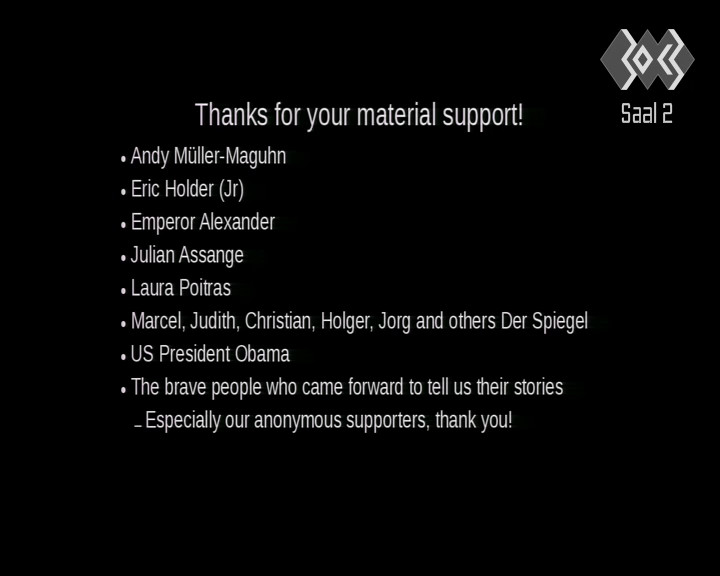 Saal 2
Thanks for your material support!
• Andy Müller-Maguhn
• Eric Holder (Jr)
• Emperor Alexander
• Julian Assange
• Laura Poitras
• Marcel, Judith, Christian, Holger, Jorg and others Der Spiegel
• US President Obama
• The brave people who came forward to tell us their stories
– Especially our anonymous supporters, thank you!